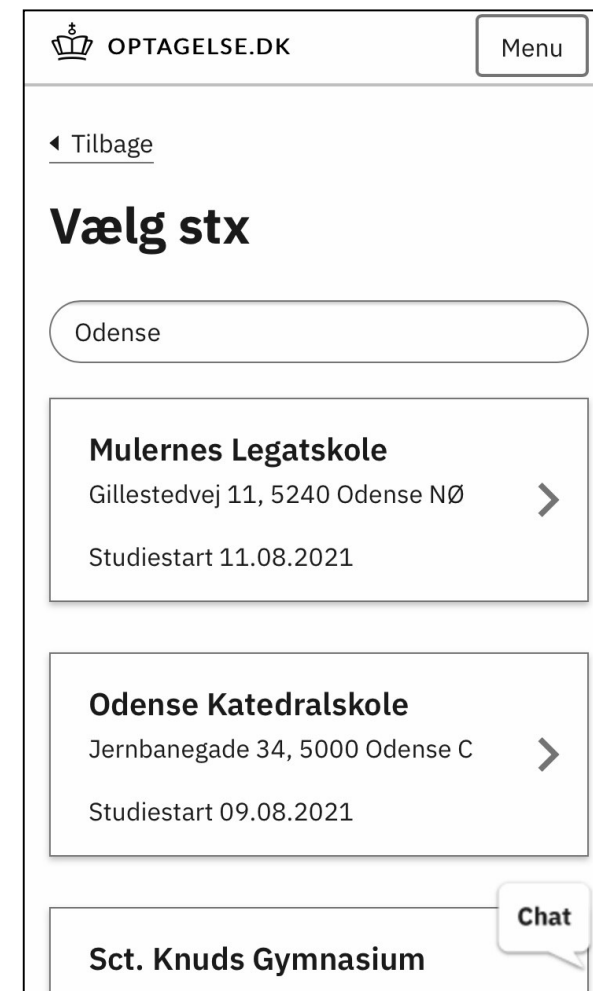 OPTAGELSE.DK
Menu
Tilbage
Vælg stx
Odense
Mulernes Legatskole
Gillestedvej 11, 5240 Odense NØ
Studiestart 11.08.2021
Odense Katedralskole
Jernbanegade 34, 5000 Odense C
Studiestart 09.08.2021
Chat
Sct. Knuds Gymnasium